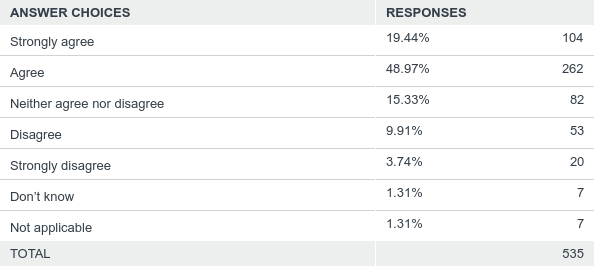 ANSWER CHOICES RESPONSES
Strongly agree 19.44% 104
Agree 48.97% 262
Neither agree nor disagree 15.33% 82
Disagree 9.91% 53
Strongly disagree 3.74% 20
Don’t know 1.31% 7
Not applicable 1.31% 7
TOTAL 535